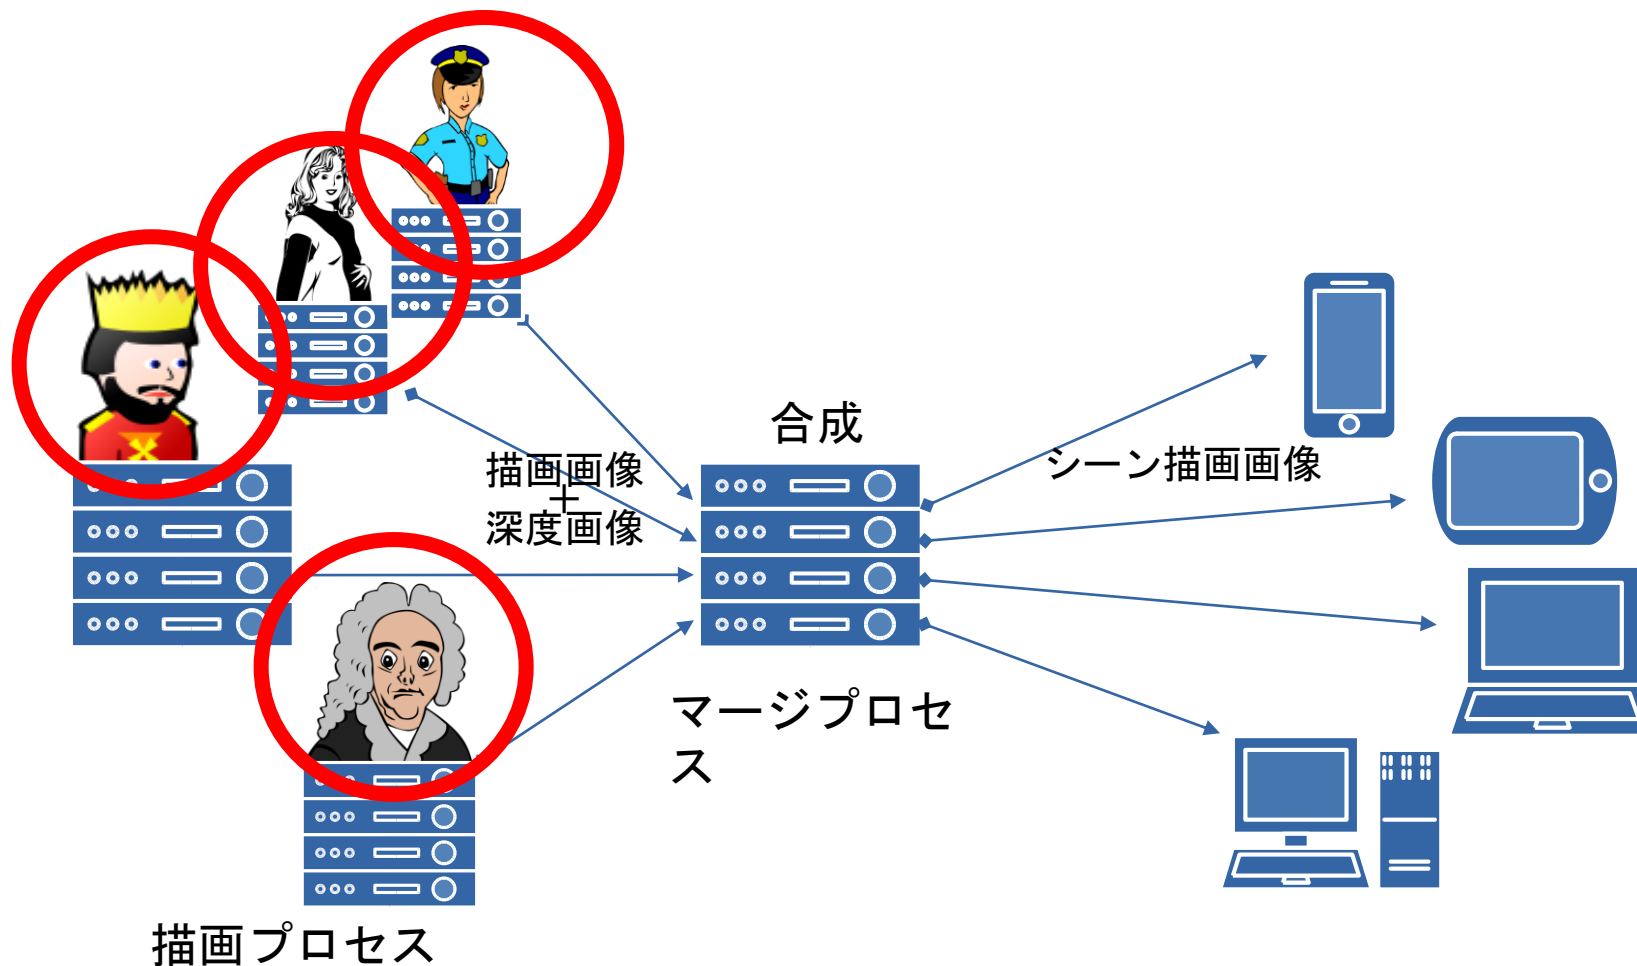 合成
描画画像
＋
深度画像
シーン描画画像
マージプロセ
ス
描画プロセス